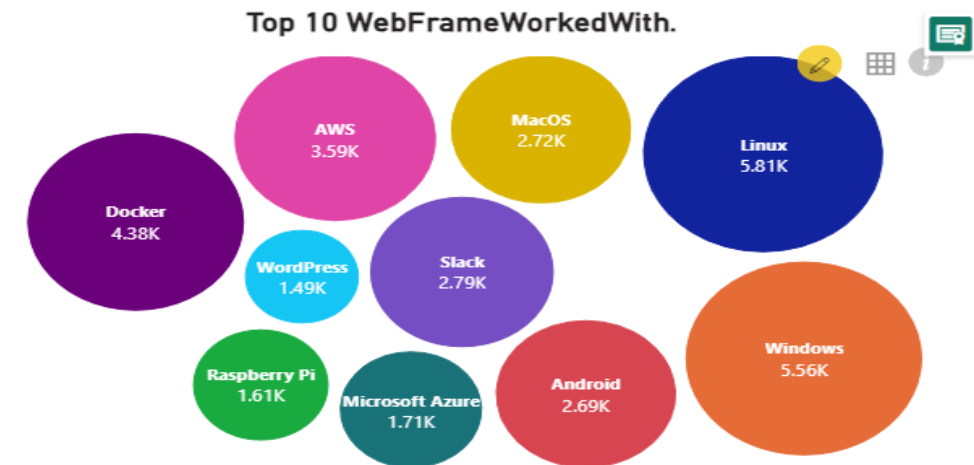 Top 10 WebFrameWorkedWith.
AWS
3.59K
MacOS
2.72K
Linux
5.81K
Docker
4.38K
WordPress
1.49K
Slack
2.79K
Windows
5.56K
Raspberry Pi
1.61K
Microsoft Azure
1.71K
Android
2.69K
i